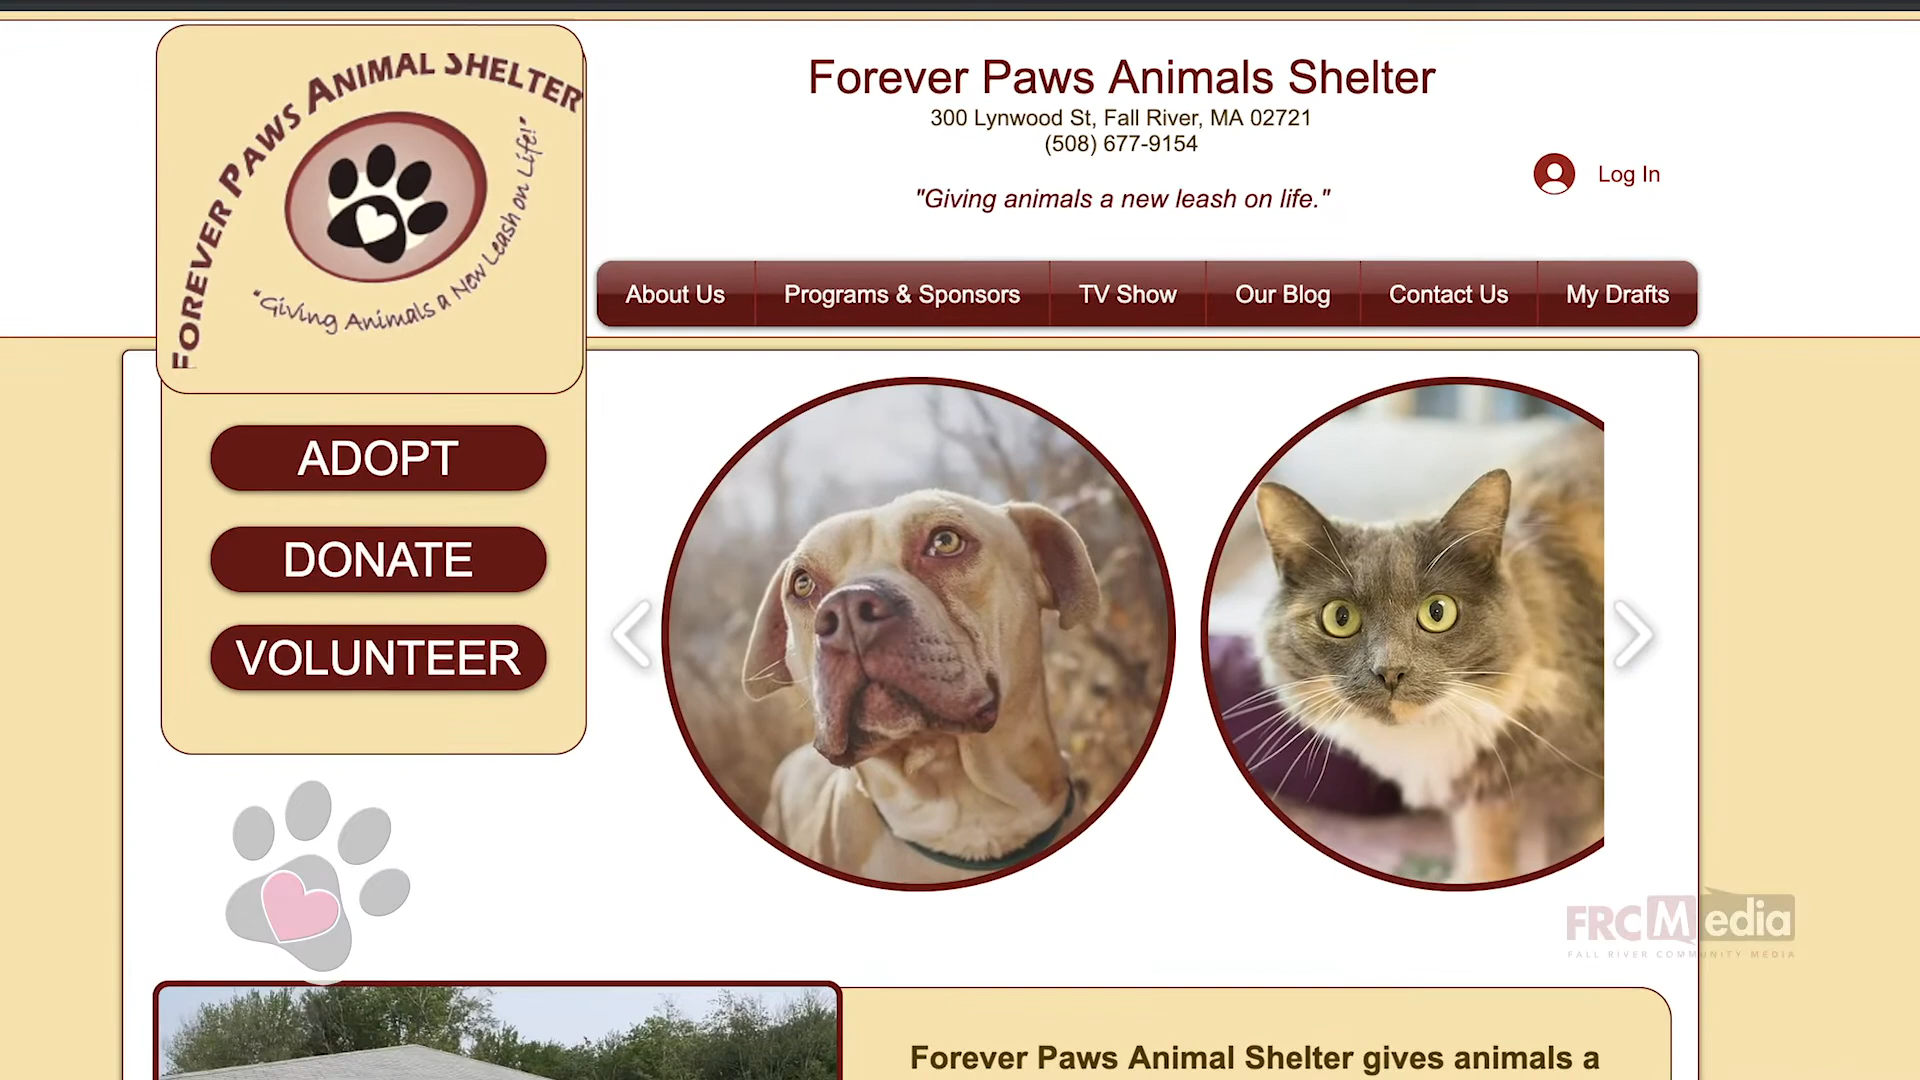 FOREVER PAWS ANIMAL SHELTER
"Giving Animals a New Leash on Life!"
Forever Paws Animals Shelter
300 Lynwood St, Fall River, MA 02721
(508) 677-9154
"Giving animals a new leash on life."
Log In
About Us
Programs & Sponsors
TV Show
Our Blog
Contact Us
My Drafts
ADOPT
DONATE
VOLUNTEER
FRCMedia
FALL RIVER COMMUNITY MEDIA
Forever Paws Animal Shelter gives animals a